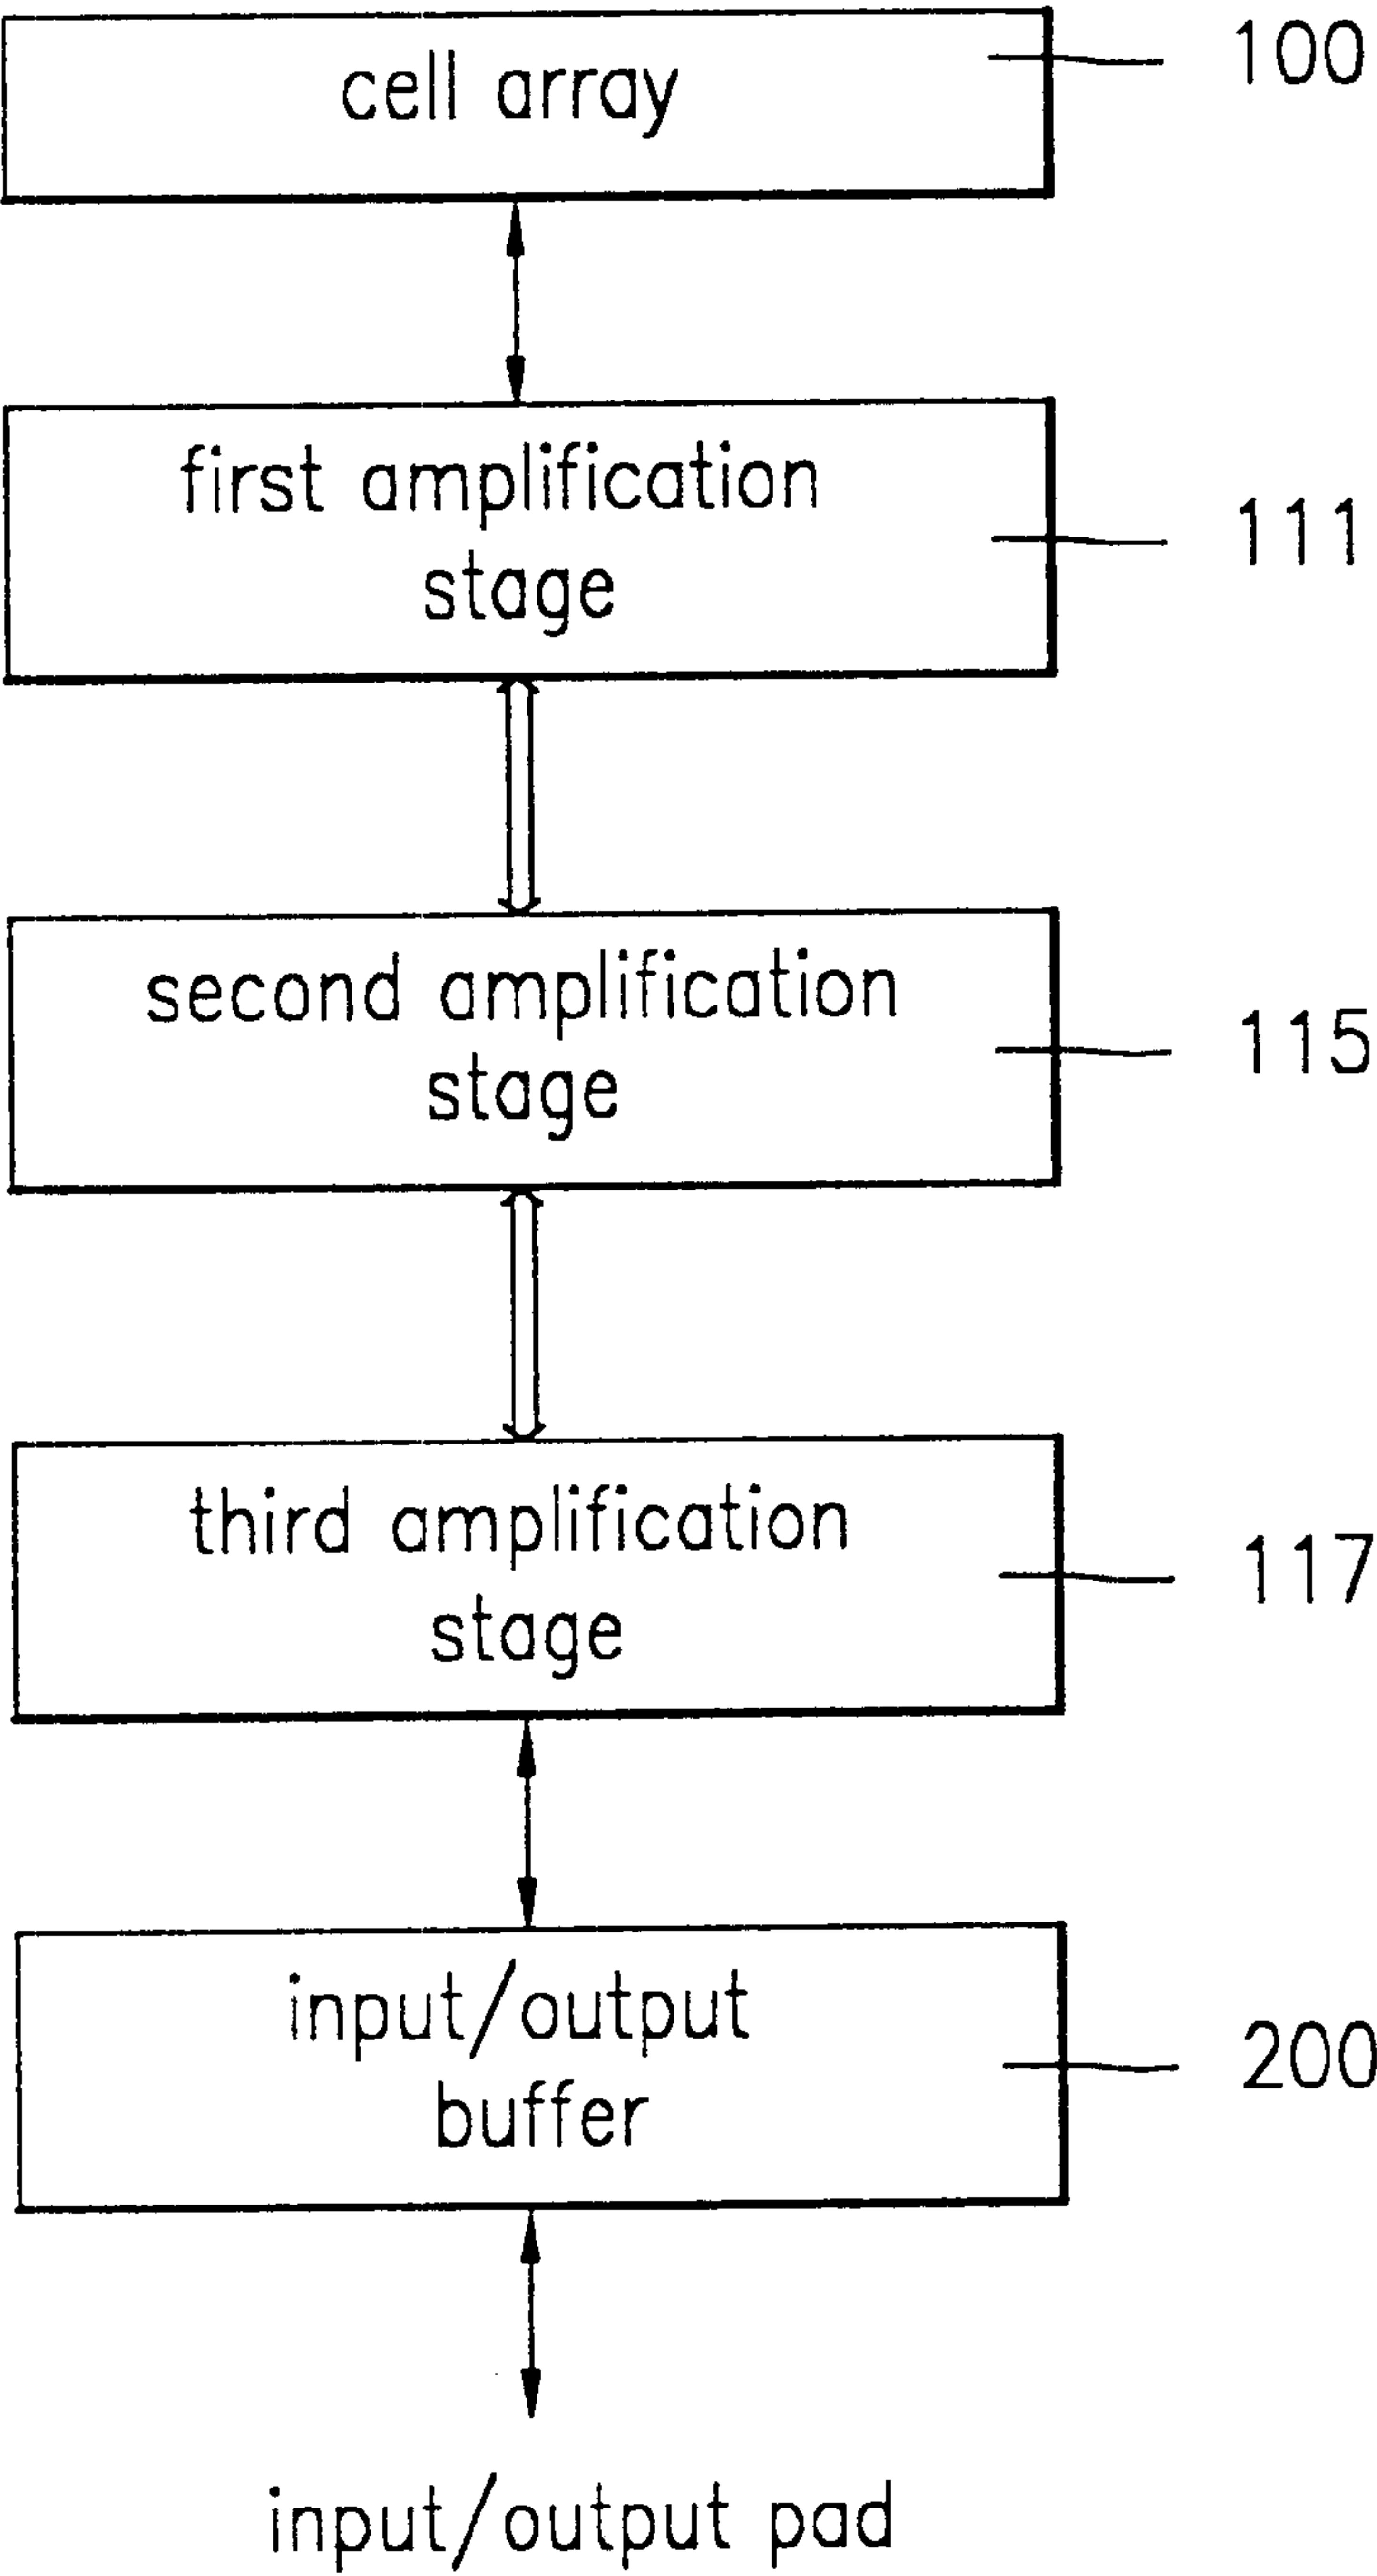 cell array
100
first amplification
stage
111
second amplification
stage
115
third amplification
stage
117
input/output
buffer
200
input/output pad